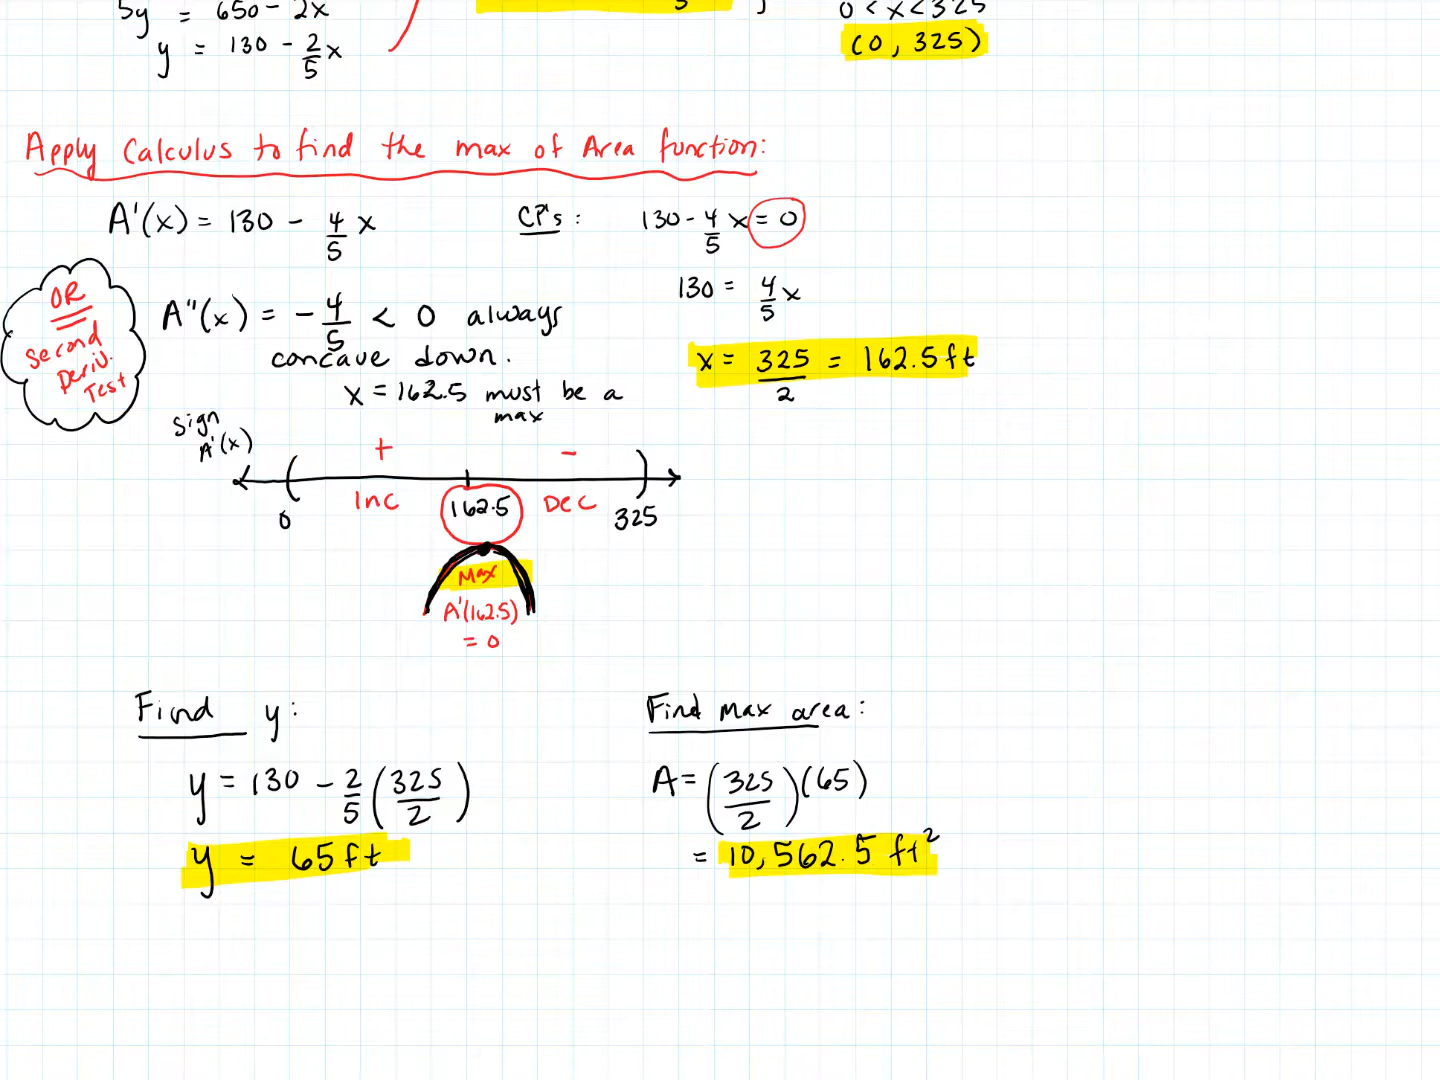 5y = 650 - 2x
y = 130 - 2/5 x
5
0 < x < 325
(0, 325)
Apply Calculus to find the max of Area function:
A'(x) = 130 - 4/5 x
CP's : 130 - 4/5 x = 0
130 = 4/5 x
x = 325/2 = 162.5 ft
OR
Second
Deriv.
Test
A"(x) = - 4/5 < 0 always
concave down.
x = 162.5 must be a
max
Sign
A'(x)
+ -
Inc 162.5 Dec
0 325
Max
A'(162.5)
= 0
Find y:
y = 130 - 2/5 (325/2)
y = 65 ft
Find max area:
A = (325/2)(65)
= 10,562.5 ft²